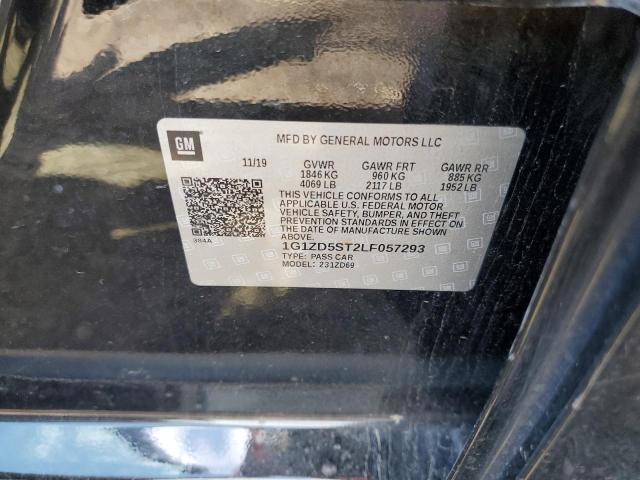 GM
MFD BY GENERAL MOTORS LLC
11/19 GVWR GAWR FRT GAWR RR
1846 KG 960 KG 885 KG
4069 LB 2117 LB 1952 LB
THIS VEHICLE CONFORMS TO ALL
APPLICABLE U.S. FEDERAL MOTOR
VEHICLE SAFETY, BUMPER, AND THEFT
PREVENTION STANDARDS IN EFFECT ON
THE DATE OF MANUFACTURE SHOWN
ABOVE.
384A
1G1ZD5ST2LF057293
TYPE: PASS CAR
MODEL: 231ZD69